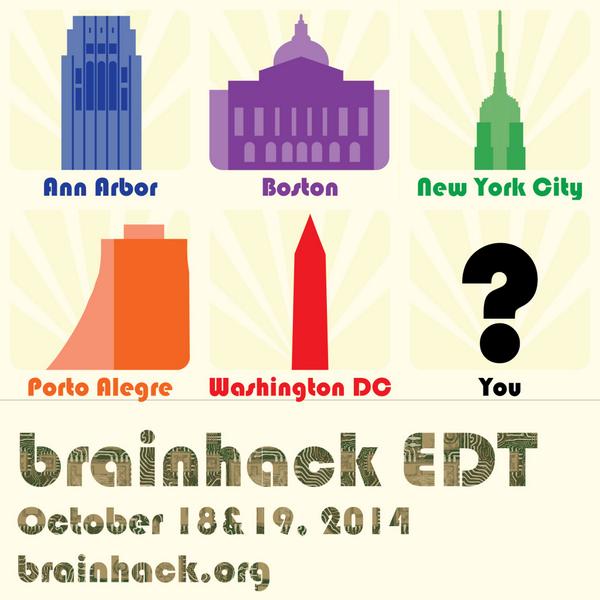 Ann Arbor
Boston
New York City
Porto Alegre
Washington DC
?
You
brainhack EDT
October 18&19, 2014
brainhack.org